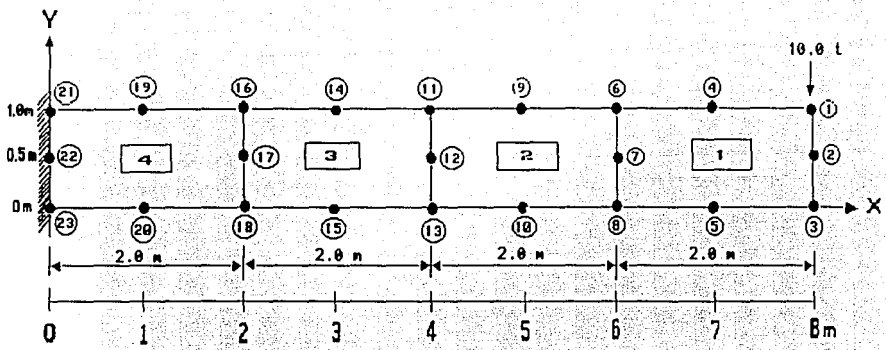 Y
10.0 t
21 19 16 14 11 9 6 4 1
1.0m
0.5m
22 4 17 3 12 2 7 1 2
0m
X
23 20 18 15 13 10 8 5 3
2.0 m 2.0 m 2.0 m 2.0 m
0 1 2 3 4 5 6 7 8m